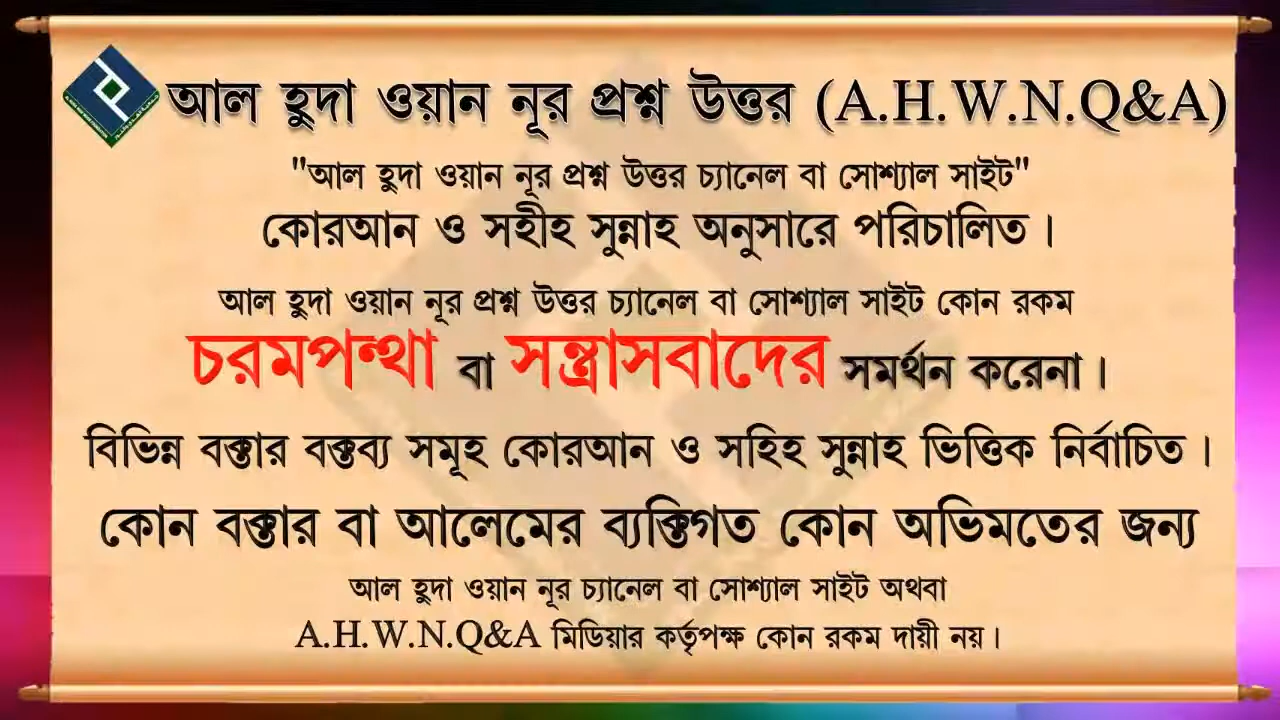 আল হুদা ওয়ান নূর প্রশ্ন উত্তর (A.H.W.N.Q&A)
"আল হুদা ওয়ান নূর প্রশ্ন উত্তর চ্যানেল বা সোশ্যাল সাইট"
কোরআন ও সহীহ সুন্নাহ অনুসারে পরিচালিত।
আল হুদা ওয়ান নূর প্রশ্ন উত্তর চ্যানেল বা সোশ্যাল সাইট কোন রকম
চরমপন্থা বা সন্ত্রাসবাদের সমর্থন করেনা।
বিভিন্ন বক্তার বক্তব্য সমূহ কোরআন ও সহিহ সুন্নাহ ভিত্তিক নির্বাচিত।
কোন বক্তার বা আলেমের ব্যক্তিগত কোন অভিমতের জন্য
আল হুদা ওয়ান নূর চ্যানেল বা সোশ্যাল সাইট অথবা
A.H.W.N.Q&A মিডিয়ার কর্তৃপক্ষ কোন রকম দায়ী নয়।